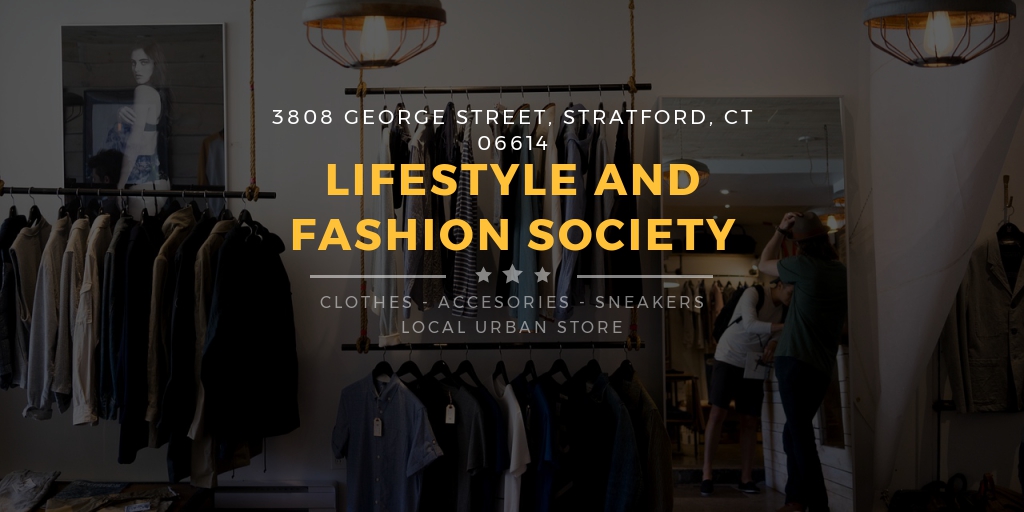 3808 GEORGE STREET, STRATFORD, CT
06614
LIFESTYLE AND
FASHION SOCIETY
CLOTHES - ACCESORIES - SNEAKERS
LOCAL URBAN STORE